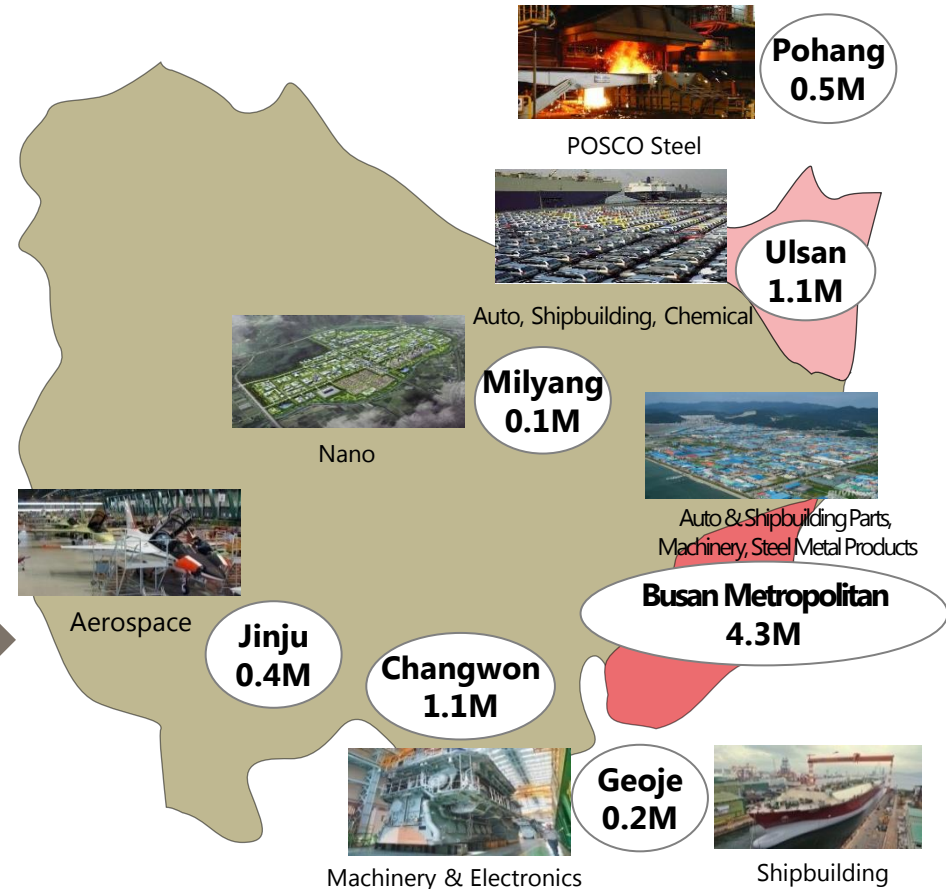 Pohang
0.5M
POSCO Steel
Ulsan
1.1M
Auto, Shipbuilding, Chemical
Milyang
0.1M
Nano
Auto & Shipbuilding Parts,
Machinery, Steel Metal Products
Busan Metropolitan
4.3M
Aerospace
Jinju
0.4M
Changwon
1.1M
Geoje
0.2M
Machinery & Electronics
Shipbuilding